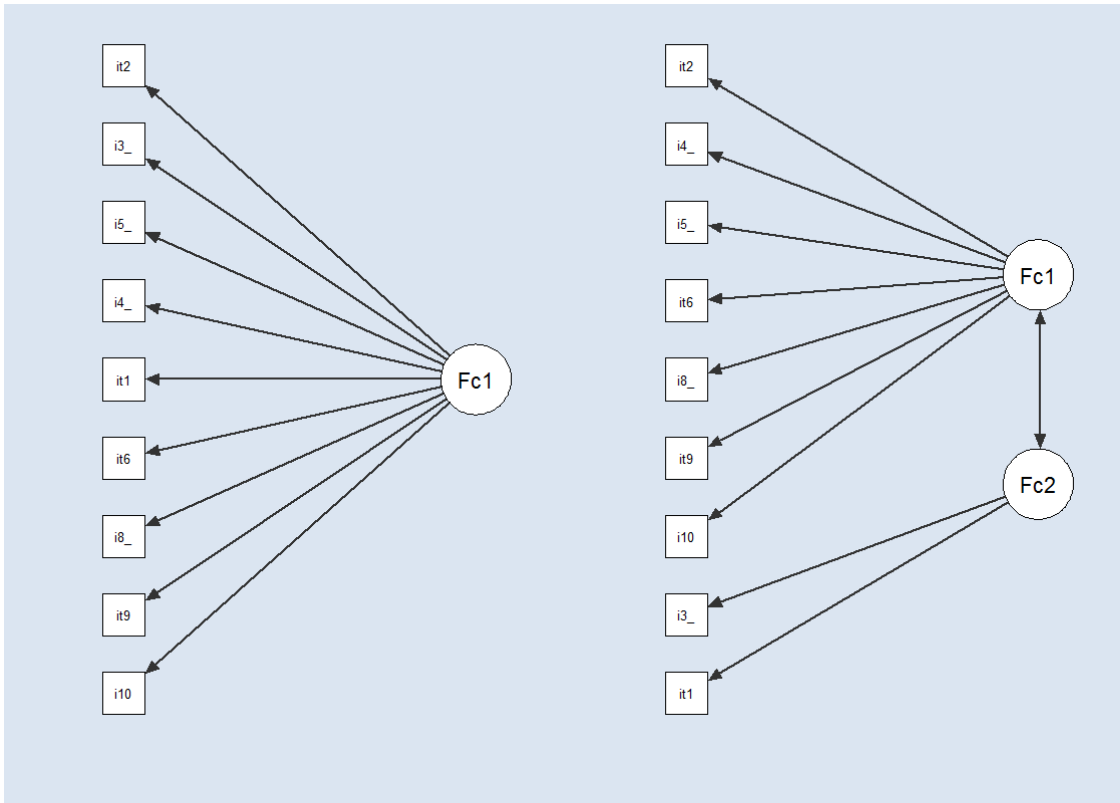 it2
i3_
i5_
i4_
it1
it6
i8_
it9
i10
Fc1
it2
i4_
i5_
it6
i8_
it9
i10
i3_
it1
Fc1
Fc2